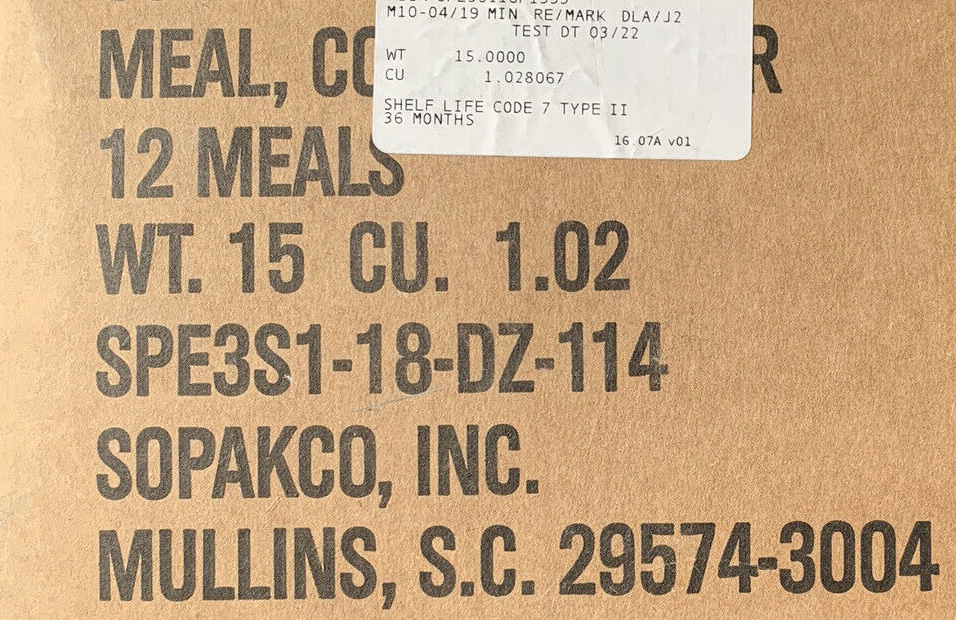 M10-04/19 MIN RE/MARK DLA/J2
TEST DT 03/22
WT 15.0000
CU 1.028067
SHELF LIFE CODE 7 TYPE II
36 MONTHS
16.07A v01
MEAL,
12 MEALS
WT. 15 CU. 1.02
SPE3S1-18-DZ-114
SOPAKCO, INC.
MULLINS, S.C. 29574-3004